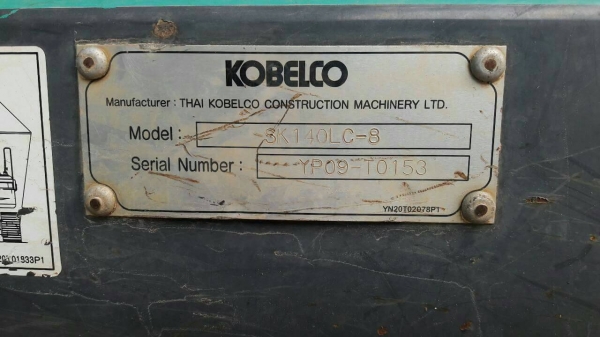 KOBELCO
Manufacturer : THAI KOBELCO CONSTRUCTION MACHINERY LTD.
Model: SK140LC-8
Serial Number: YP09-T0153
YN20T02078P1